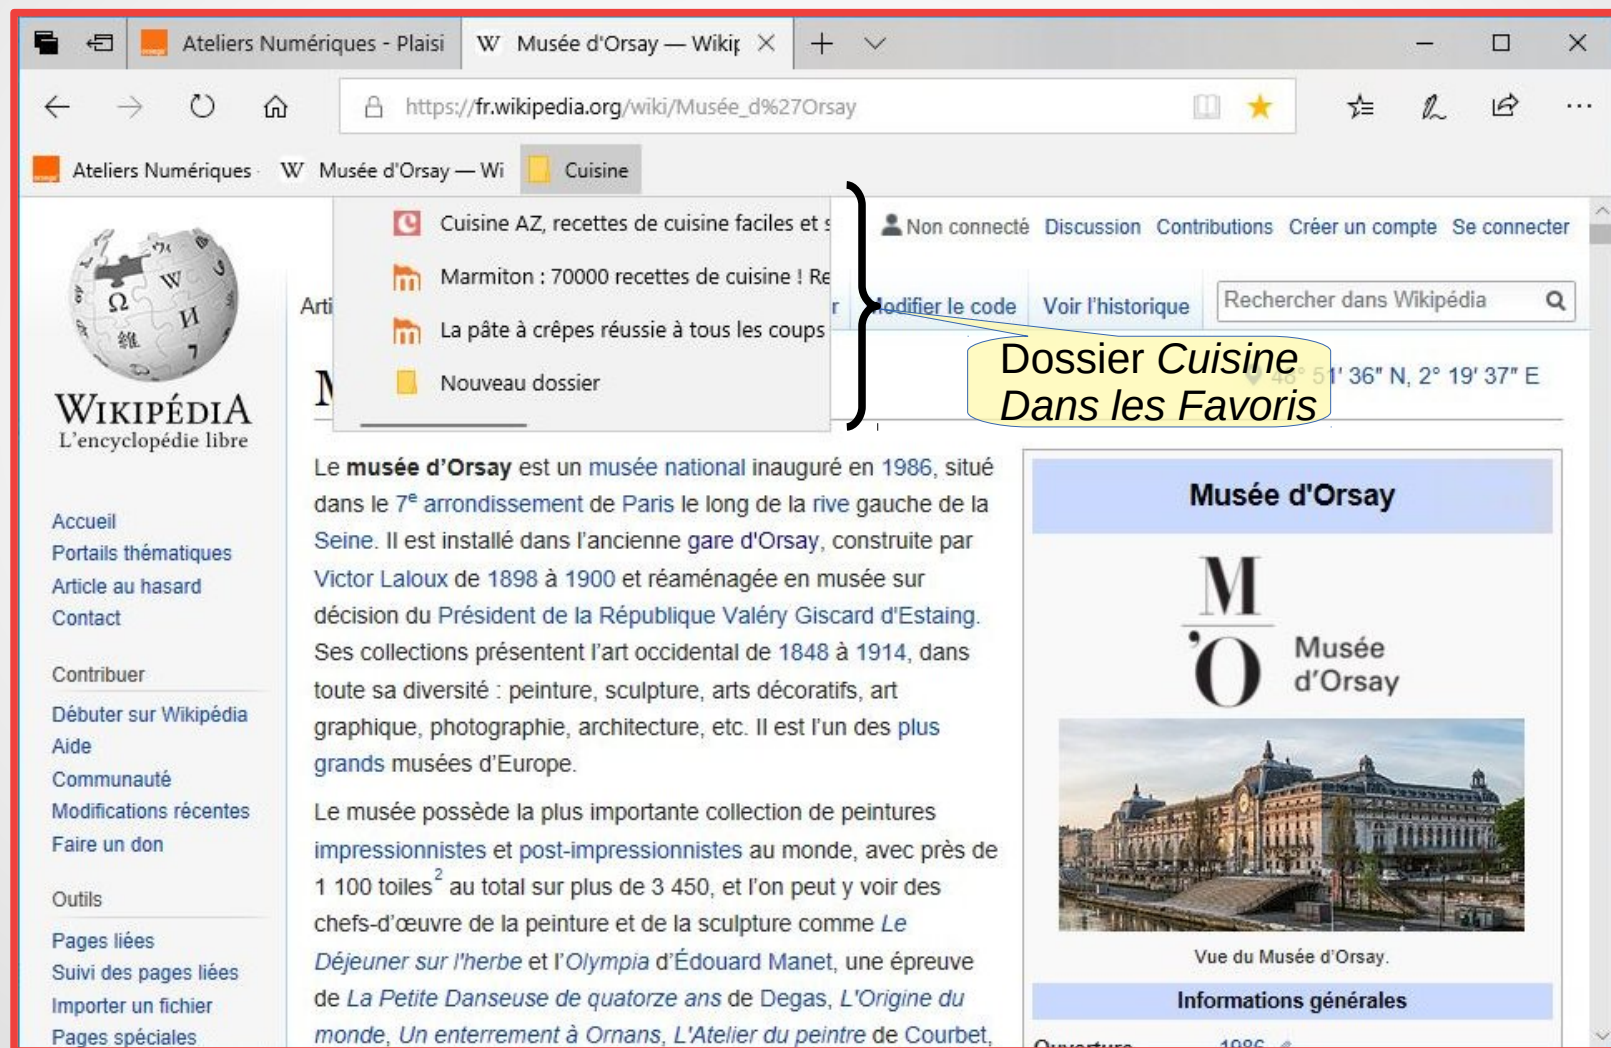 Ateliers Numériques - Plaisi
W Musée d'Orsay — Wikip
https://fr.wikipedia.org/wiki/Musée_d%27Orsay
Ateliers Numériques
W Musée d'Orsay — Wi
Cuisine
Cuisine AZ, recettes de cuisine faciles et s
Marmiton : 70000 recettes de cuisine ! Re
La pâte à crêpes réussie à tous les coups
Nouveau dossier
Non connecté Discussion Contributions Créer un compte Se connecter
Arti
r
Modifier le code Voir l'historique
Rechercher dans Wikipédia
Dossier Cuisine
Dans les Favoris
48° 51′ 36″ N, 2° 19′ 37″ E
M
WIKIPÉDIA
L'encyclopédie libre
Accueil
Portails thématiques
Article au hasard
Contact
Contribuer
Débuter sur Wikipédia
Aide
Communauté
Modifications récentes
Faire un don
Outils
Pages liées
Suivi des pages liées
Importer un fichier
Pages spéciales
Le musée d'Orsay est un musée national inauguré en 1986, situé
dans le 7e arrondissement de Paris le long de la rive gauche de la
Seine. Il est installé dans l'ancienne gare d'Orsay, construite par
Victor Laloux de 1898 à 1900 et réaménagée en musée sur
décision du Président de la République Valéry Giscard d'Estaing.
Ses collections présentent l'art occidental de 1848 à 1914, dans
toute sa diversité : peinture, sculpture, arts décoratifs, art
graphique, photographie, architecture, etc. Il est l'un des plus
grands musées d'Europe.
Le musée possède la plus importante collection de peintures
impressionnistes et post-impressionnistes au monde, avec près de
1 100 toiles2 au total sur plus de 3 450, et l'on peut y voir des
chefs-d'œuvre de la peinture et de la sculpture comme Le
Déjeuner sur l'herbe et l'Olympia d'Édouard Manet, une épreuve
de La Petite Danseuse de quatorze ans de Degas, L'Origine du
monde, Un enterrement à Ornans, L'Atelier du peintre de Courbet,
Musée d'Orsay
M
'O
Musée
d'Orsay
Vue du Musée d'Orsay.
Informations générales
Ouverture 1986